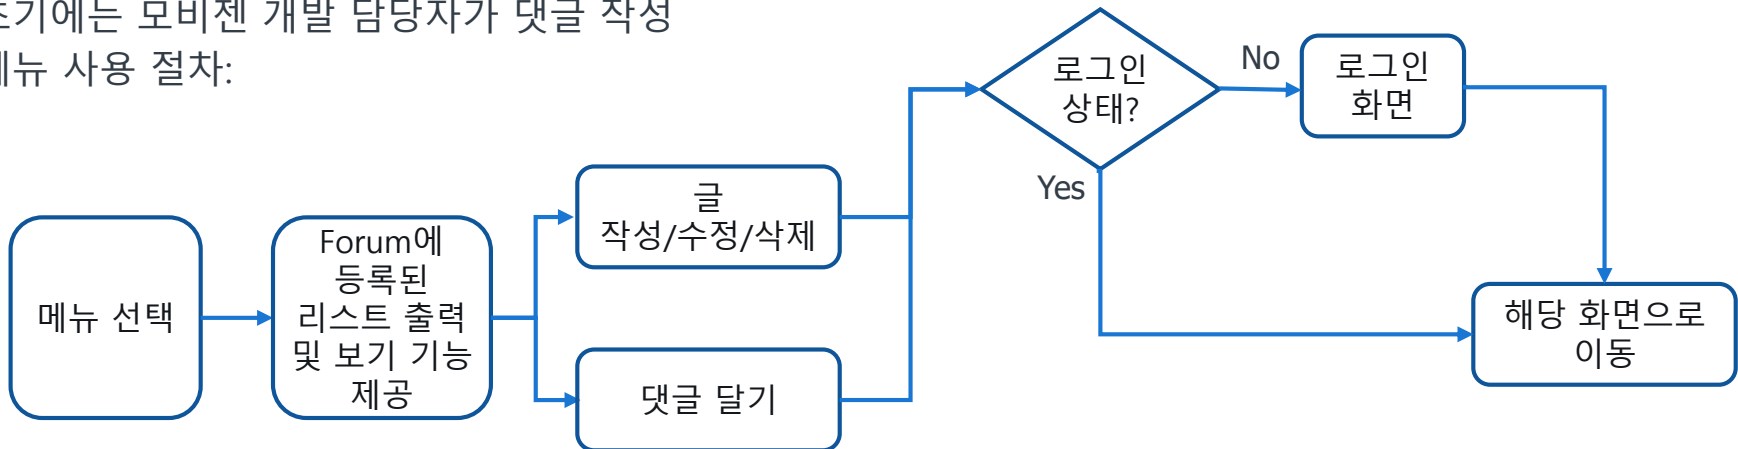 초기에는 모비젠 개발 담당자가 댓글 작성
메뉴 사용 절차:
메뉴 선택
Forum에
등록된
리스트 출력
및 보기 기능
제공
글
작성/수정/삭제
댓글 달기
로그인
상태?
No
Yes
로그인
화면
해당 화면으로
이동